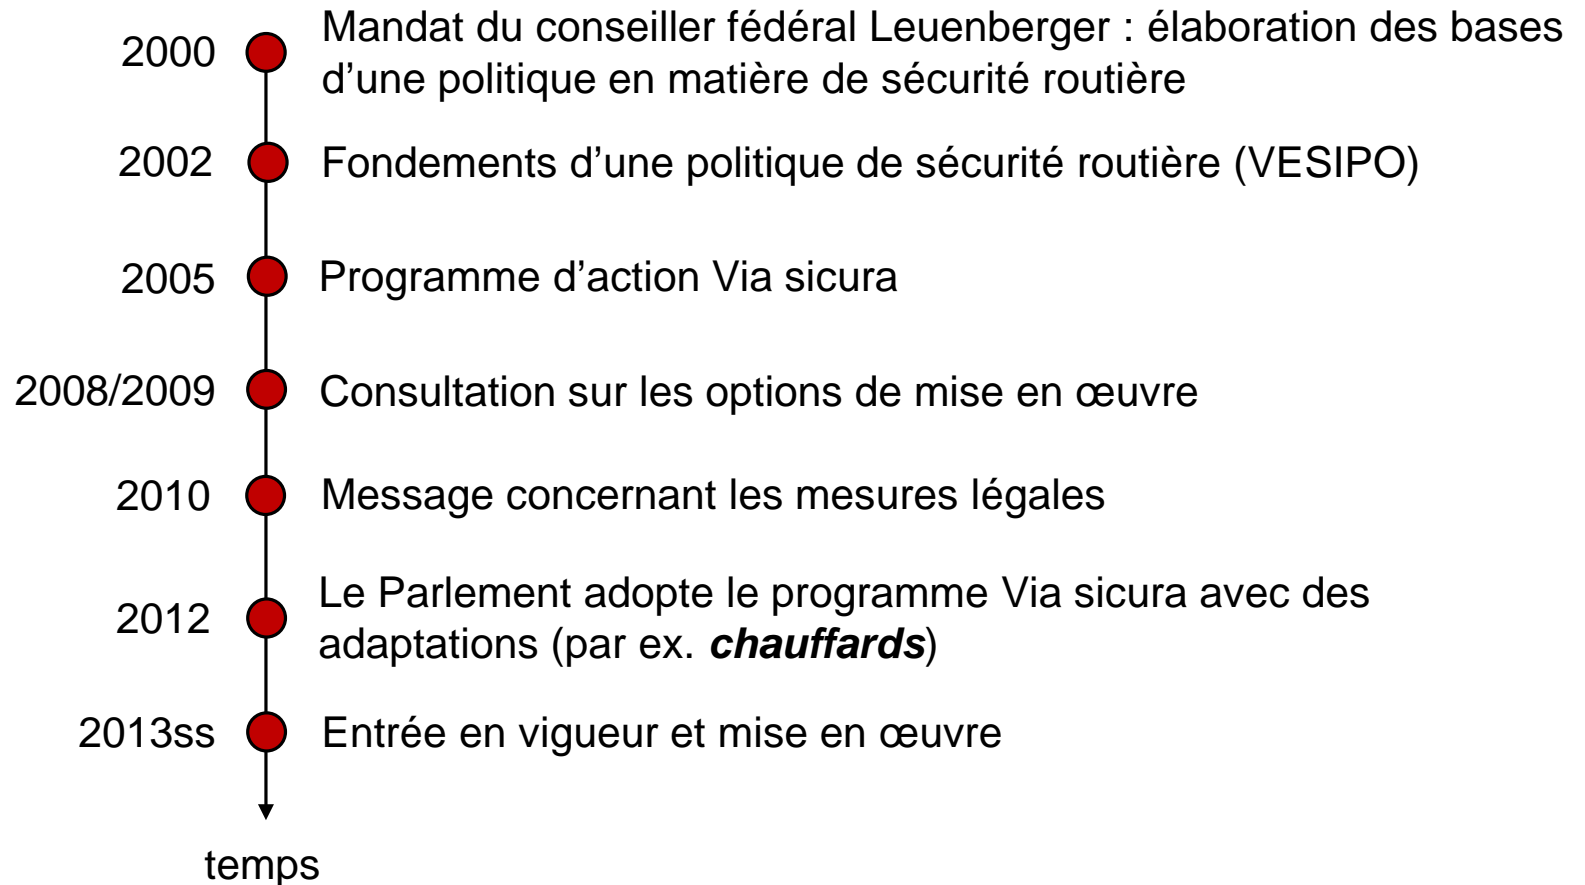 2000
Mandat du conseiller fédéral Leuenberger : élaboration des bases
d’une politique en matière de sécurité routière
2002
Fondements d’une politique de sécurité routière (VESIPO)
2005
Programme d’action Via sicura
2008/2009
Consultation sur les options de mise en œuvre
2010
Message concernant les mesures légales
2012
Le Parlement adopte le programme Via sicura avec des
adaptations (par ex. chauffards)
2013ss
Entrée en vigueur et mise en œuvre
temps